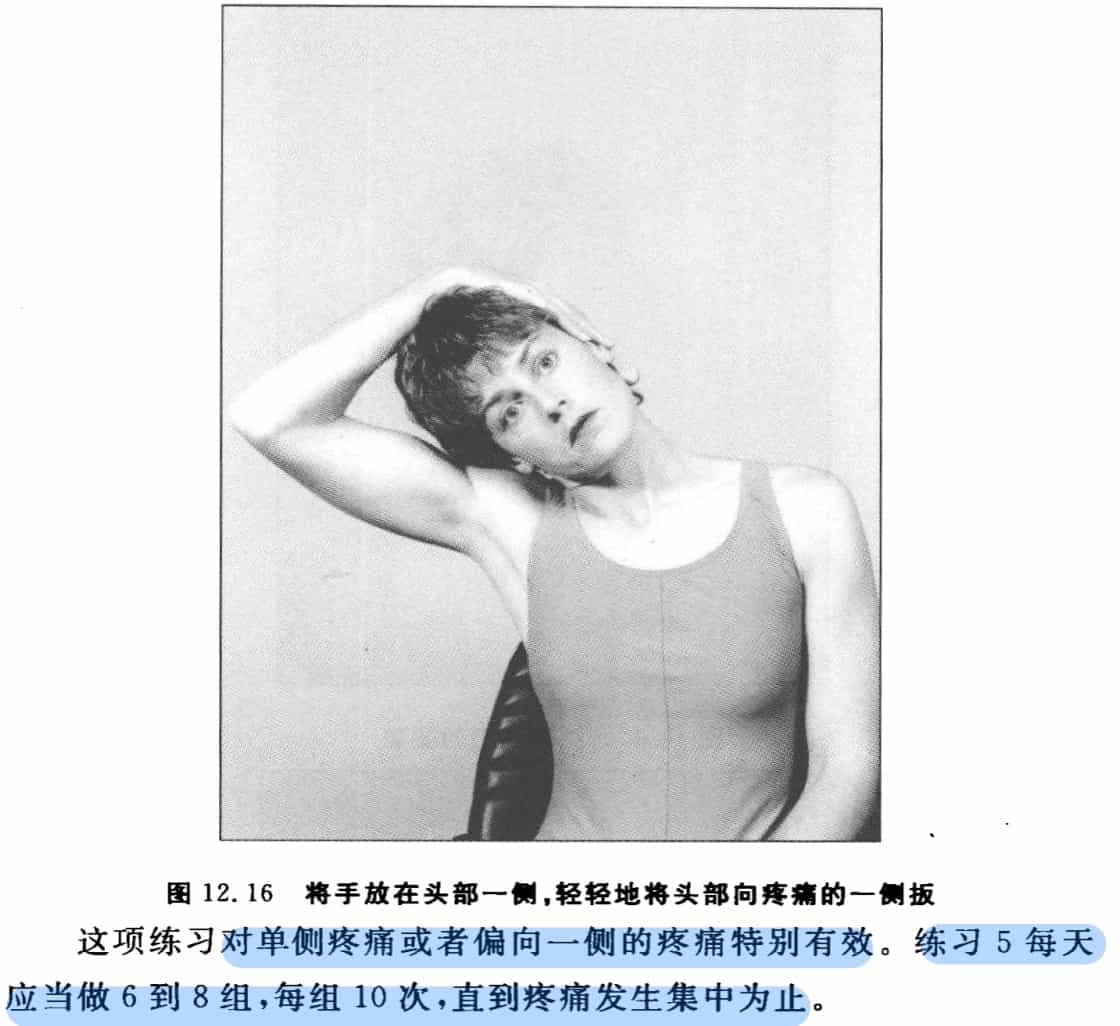 图 12.16 将手放在头部一侧,轻轻地将头部向疼痛的一侧扳
这项练习对单侧疼痛或者偏向一侧的疼痛特别有效。练习 5 每天
应当做 6 到 8 组,每组 10 次,直到疼痛发生集中为止。